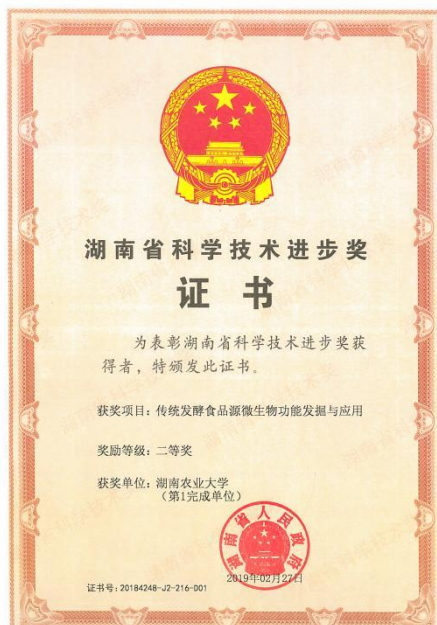 湖南省科学技术进步奖
证书
为表彰湖南省科学技术进步奖获
得者，特颁发此证书。
获奖项目：传统发酵食品源微生物功能发掘与应用
奖励等级：二等奖
获奖单位：湖南农业大学
（第1完成单位）
湖南省人民政府
2019年02月27日
证书号：20184248-J2-216-001